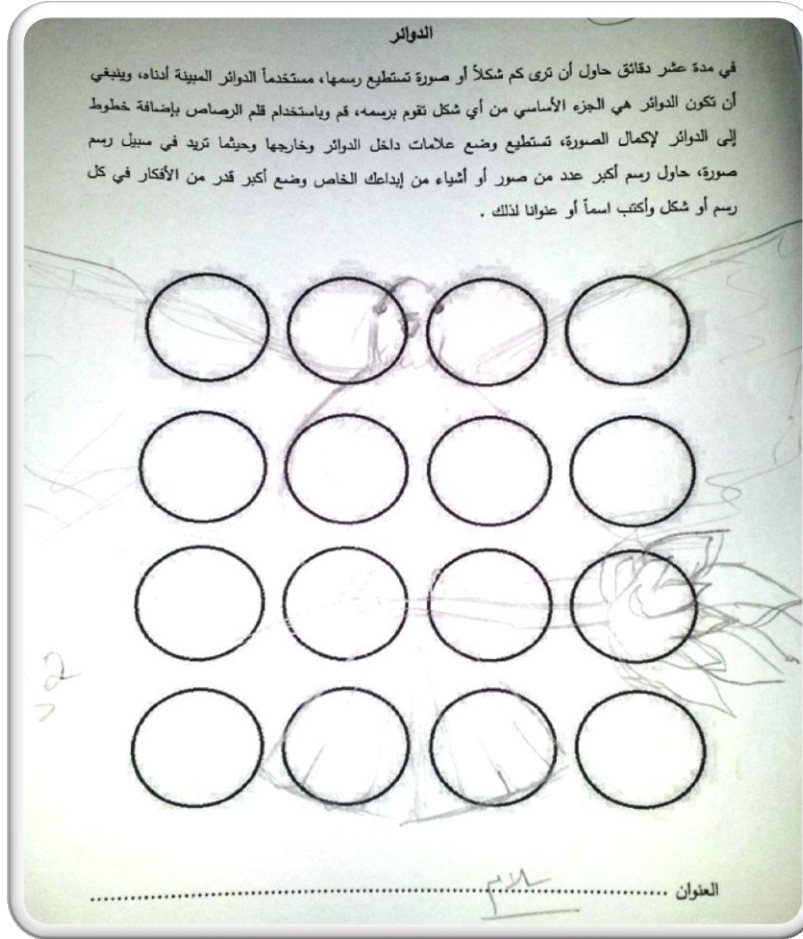 الدوائر
في مدة عشر دقائق حاول أن ترى كم شكلاً أو صورة تستطيع رسمها، مستخدماً الدوائر المبينة أدناه، وينبغي
أن تكون الدوائر هي الجزء الأساسي من أي شكل تقوم برسمه، قم وباستخدام قلم الرصاص بإضافة خطوط
إلى الدوائر لإكمال الصورة، تستطيع وضع علامات داخل الدوائر وخارجها وحيثما تريد في سبيل رسم
صورة، حاول رسم أكبر عدد من صور أو أشياء من إبداعك الخاص وضع أكبر قدر من الأفكار في كل
رسم أو شكل وأكتب اسماً أو عنوانا لذلك .
العنوان ........ سلام ........